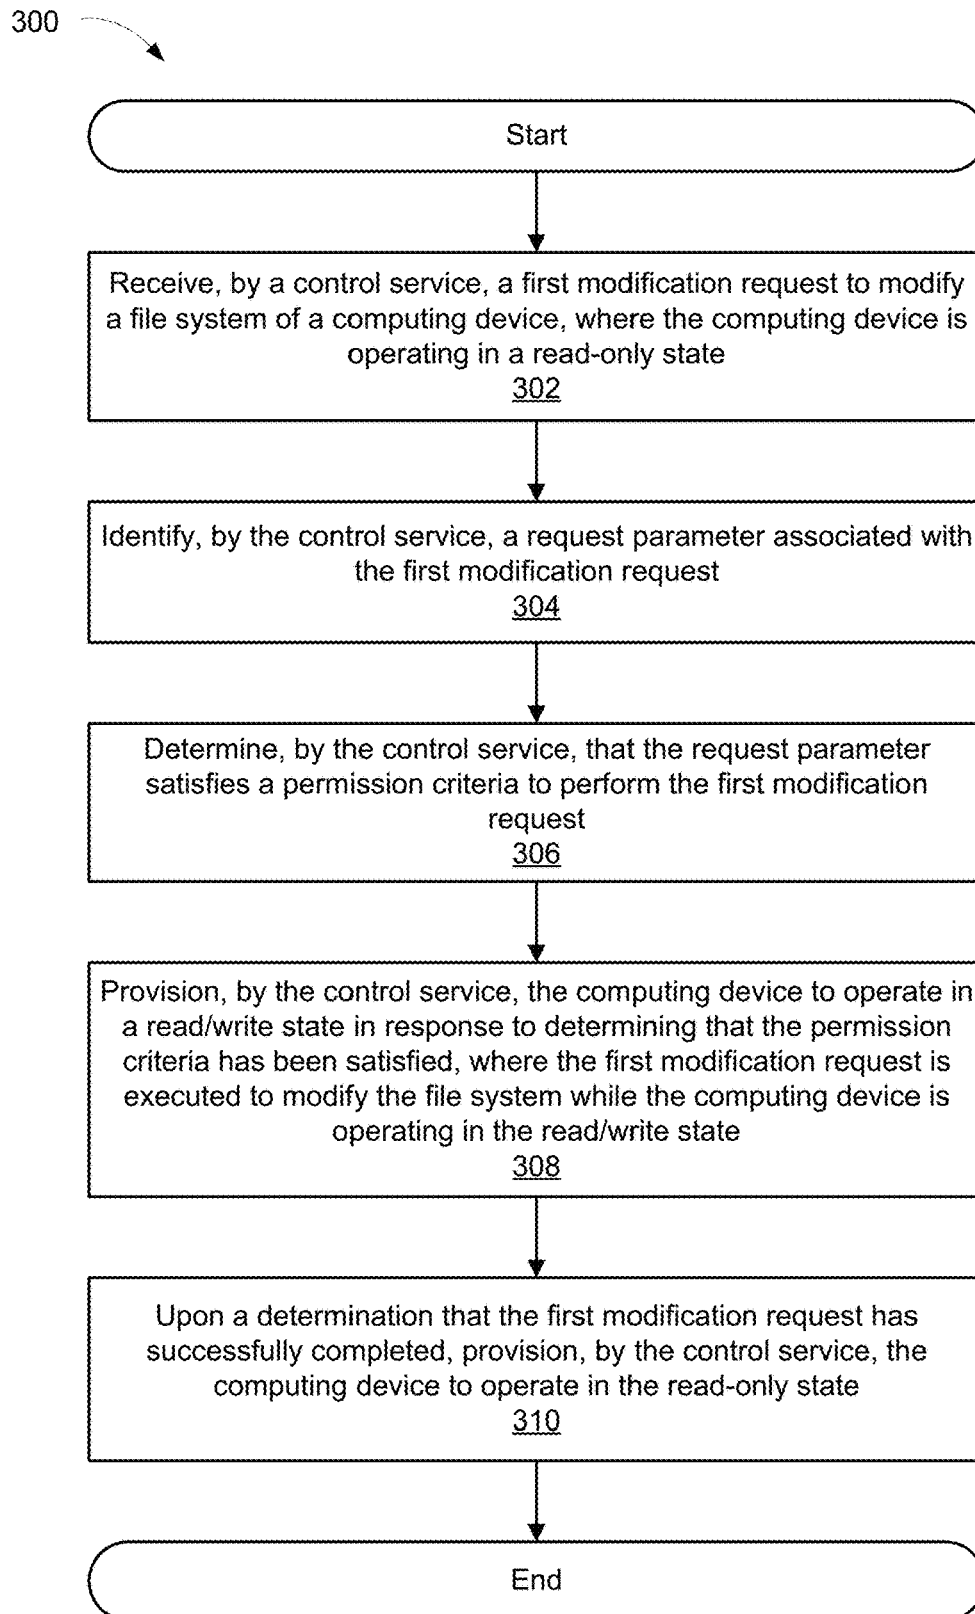 300
Start
Receive, by a control service, a first modification request to modify
a file system of a computing device, where the computing device is
operating in a read-only state
302
Identify, by the control service, a request parameter associated with
the first modification request
304
Determine, by the control service, that the request parameter
satisfies a permission criteria to perform the first modification
request
306
Provision, by the control service, the computing device to operate in
a read/write state in response to determining that the permission
criteria has been satisfied, where the first modification request is
executed to modify the file system while the computing device is
operating in the read/write state
308
Upon a determination that the first modification request has
successfully completed, provision, by the control service, the
computing device to operate in the read-only state
310
End